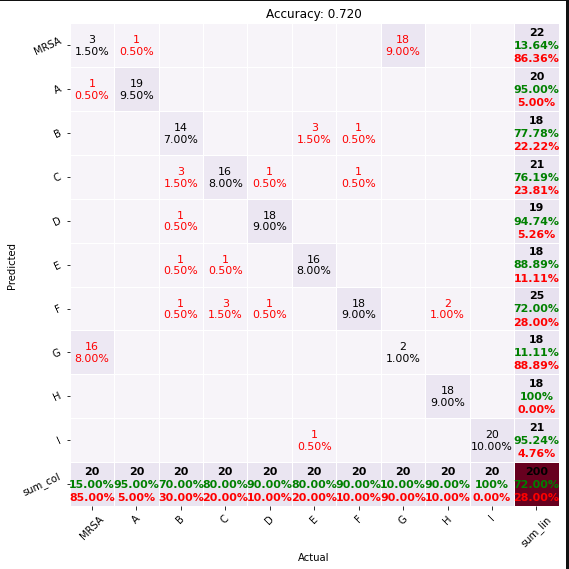 Accuracy: 0.720
MRSA 3 1 18 22
1.50% 0.50% 9.00% 13.64%
86.36%
A 1 19 20
0.50% 9.50% 95.00%
5.00%
B 14 3 1 18
7.00% 1.50% 0.50% 77.78%
22.22%
C 3 16 1 1 21
1.50% 8.00% 0.50% 0.50% 76.19%
23.81%
D 1 18 19
0.50% 9.00% 94.74%
5.26%
E 1 1 16 18
0.50% 0.50% 8.00% 88.89%
11.11%
F 1 3 1 18 2 25
0.50% 1.50% 0.50% 9.00% 1.00% 72.00%
28.00%
G 16 2 18
8.00% 1.00% 11.11%
88.89%
H 18 18
9.00% 100%
0.00%
I 1 20 21
0.50% 10.00% 95.24%
4.76%
sum_col 20 20 20 20 20 20 20 20 20 20 200
15.00% 95.00% 70.00% 80.00% 90.00% 80.00% 90.00% 10.00% 90.00% 100% 72.00%
85.00% 5.00% 30.00% 20.00% 10.00% 20.00% 10.00% 90.00% 10.00% 0.00% 28.00%
MRSA A B C D E F G H I sum_lin
Predicted
Actual